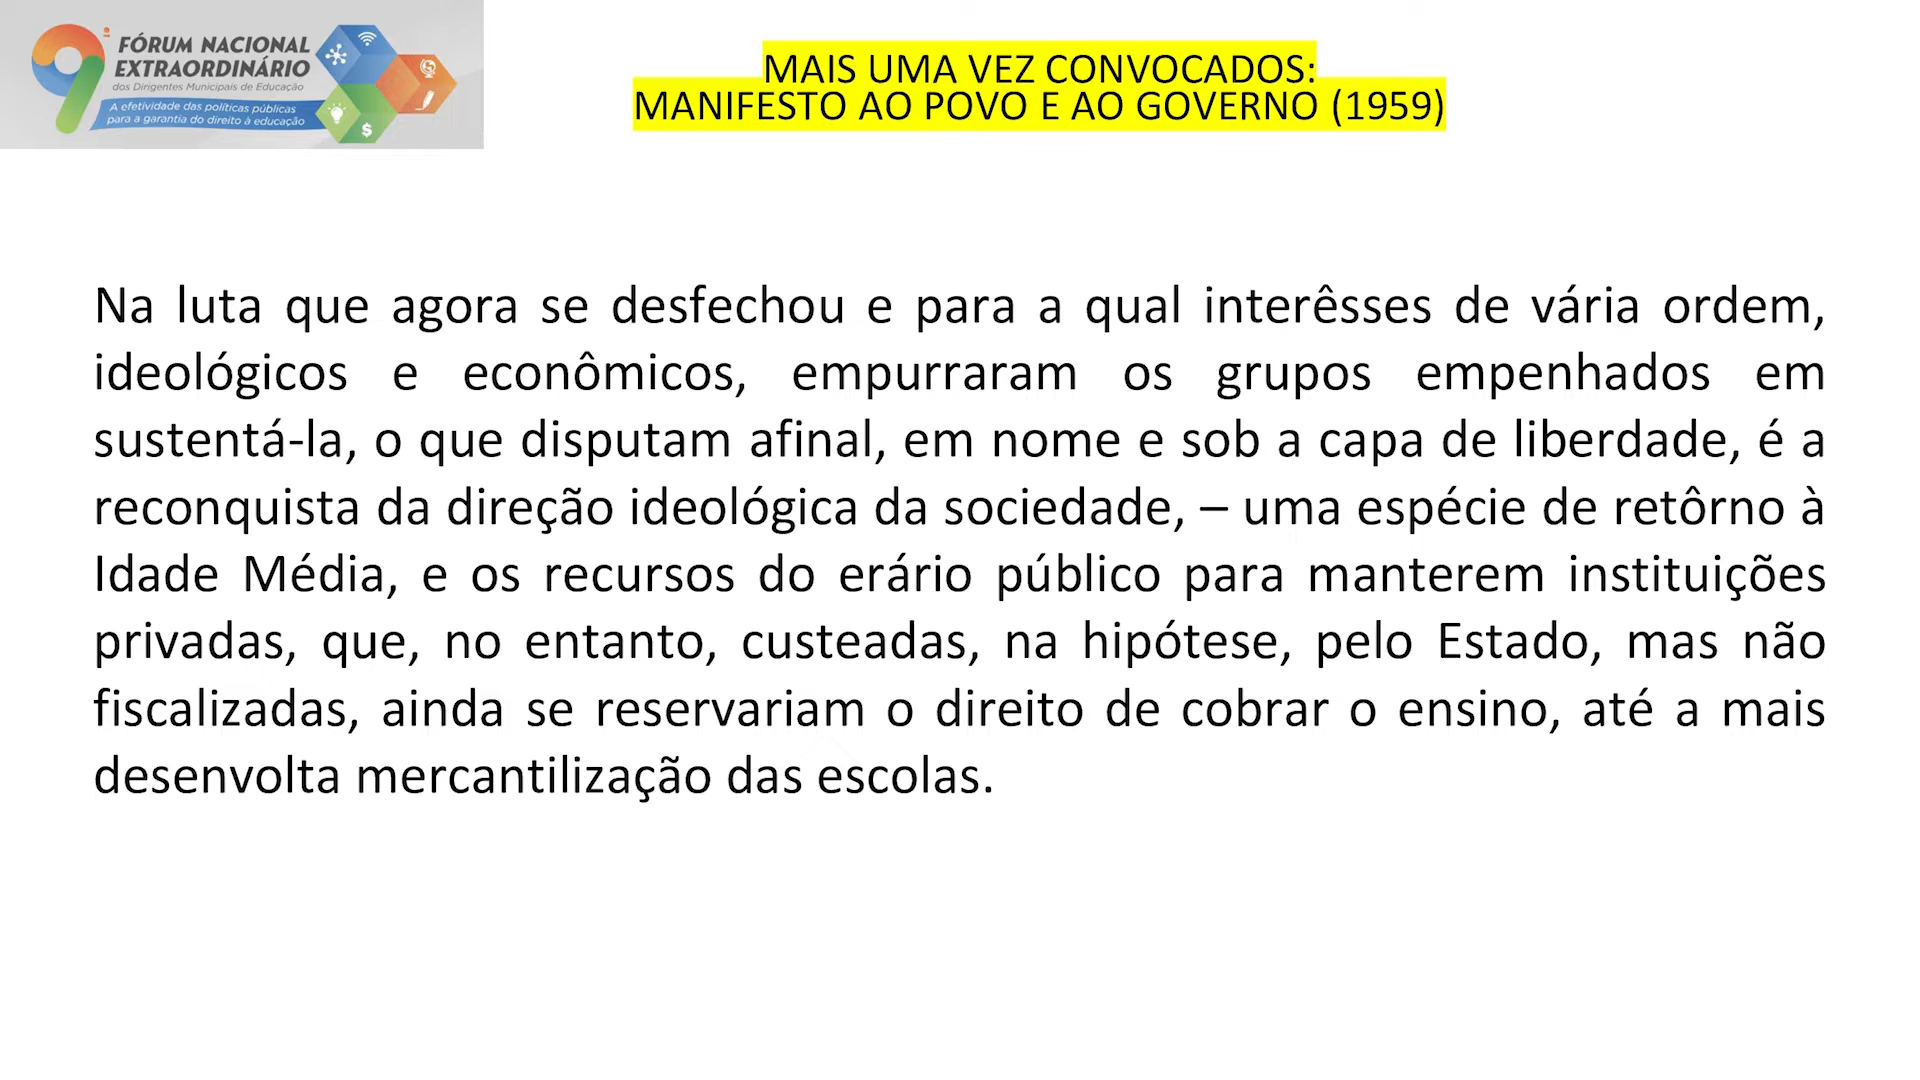 9º
FÓRUM NACIONAL
EXTRAORDINÁRIO
dos Dirigentes Municipais de Educação
A efetividade das políticas públicas
para a garantia do direito à educação
$
MAIS UMA VEZ CONVOCADOS:
MANIFESTO AO POVO E AO GOVERNO (1959)
Na luta que agora se desfechou e para a qual interêsses de vária ordem,
ideológicos e econômicos, empurraram os grupos empenhados em
sustentá-la, o que disputam afinal, em nome e sob a capa de liberdade, é a
reconquista da direção ideológica da sociedade, – uma espécie de retôrno à
Idade Média, e os recursos do erário público para manterem instituições
privadas, que, no entanto, custeadas, na hipótese, pelo Estado, mas não
fiscalizadas, ainda se reservariam o direito de cobrar o ensino, até a mais
desenvolta mercantilização das escolas.